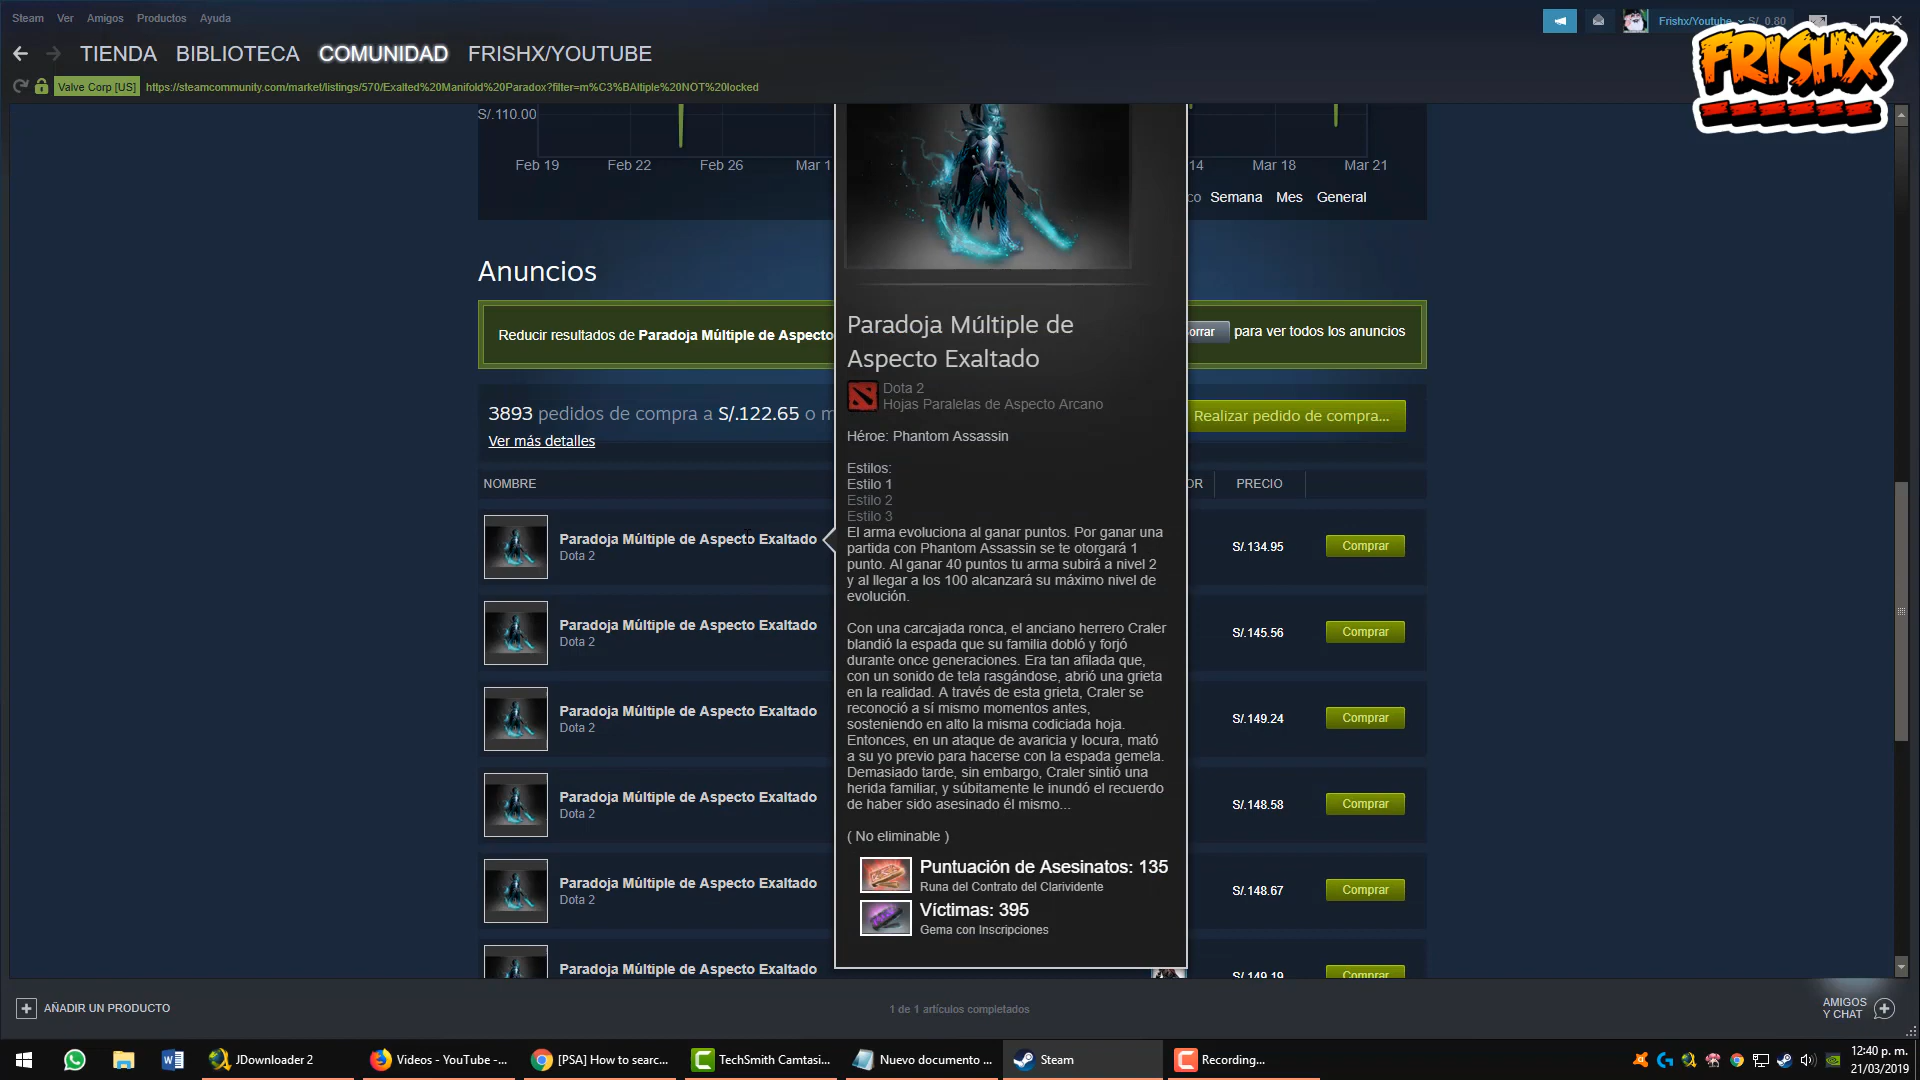 Steam Ver Amigos Productos Ayuda
Frishx/Youtube S/. 0.80
FRISHX
TIENDA BIBLIOTECA COMUNIDAD FRISHX/YOUTUBE
Valve Corp [US] https://steamcommunity.com/market/listings/570/Exalted%20Manifold%20Paradox?filter=m%C3%BAltiple%20NOT%20locked
S/.110.00
Feb 19 Feb 22 Feb 26 Mar 1 14 Mar 18 Mar 21
co Semana Mes General
Anuncios
Reducir resultados de Paradoja Múltiple de Aspecto
orrar para ver todos los anuncios
3893 pedidos de compra a S/.122.65 o m
Realizar pedido de compra...
Ver más detalles
NOMBRE
OR PRECIO
Paradoja Múltiple de Aspecto Exaltado
Dota 2
S/.134.95 Comprar
Paradoja Múltiple de Aspecto Exaltado
Dota 2
S/.145.56 Comprar
Paradoja Múltiple de Aspecto Exaltado
Dota 2
S/.149.24 Comprar
Paradoja Múltiple de Aspecto Exaltado
Dota 2
S/.148.58 Comprar
Paradoja Múltiple de Aspecto Exaltado
Dota 2
S/.148.67 Comprar
Paradoja Múltiple de Aspecto Exaltado
S/.149.19 Comprar
Paradoja Múltiple de
Aspecto Exaltado
Dota 2
Hojas Paralelas de Aspecto Arcano
Héroe: Phantom Assassin
Estilos:
Estilo 1
Estilo 2
Estilo 3
El arma evoluciona al ganar puntos. Por ganar una
partida con Phantom Assassin se te otorgará 1
punto. Al ganar 40 puntos tu arma subirá a nivel 2
y al llegar a los 100 alcanzará su máximo nivel de
evolución.
Con una carcajada ronca, el anciano herrero Craler
blandió la espada que su familia dobló y forjó
durante once generaciones. Era tan afilada que,
con un sonido de tela rasgándose, abrió una grieta
en la realidad. A través de esta grieta, Craler se
reconoció a sí mismo momentos antes,
sosteniendo en alto la misma codiciada hoja.
Entonces, en un ataque de avaricia y locura, mató
a su yo previo para hacerse con la espada gemela.
Demasiado tarde, sin embargo, Craler sintió una
herida familiar, y súbitamente le inundó el recuerdo
de haber sido asesinado él mismo...
( No eliminable )
Puntuación de Asesinatos: 135
Runa del Contrato del Clarividente
Víctimas: 395
Gema con Inscripciones
AÑADIR UN PRODUCTO
1 de 1 artículos completados
AMIGOS
Y CHAT
JDownloader 2
Videos - YouTube -...
[PSA] How to searc...
TechSmith Camtasi...
Nuevo documento ...
Steam
Recording...
12:40 p. m.
21/03/2019